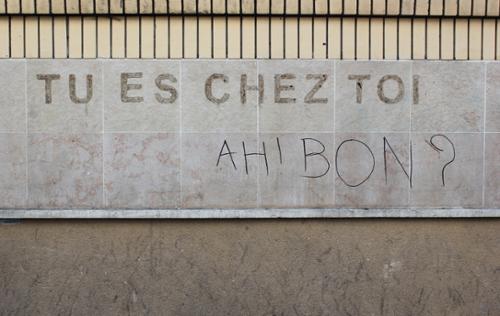 TU ES CHEZ TOI
AH! BON ?